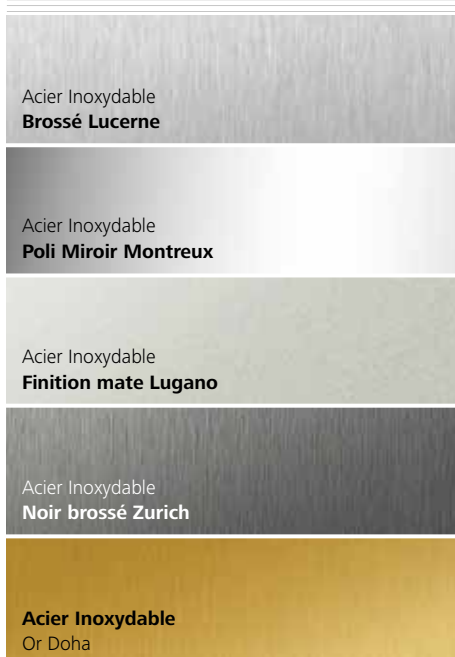 Acier Inoxydable
Brossé Lucerne
Acier Inoxydable
Poli Miroir Montreux
Acier Inoxydable
Finition mate Lugano
Acier Inoxydable
Noir brossé Zurich
Acier Inoxydable
Or Doha